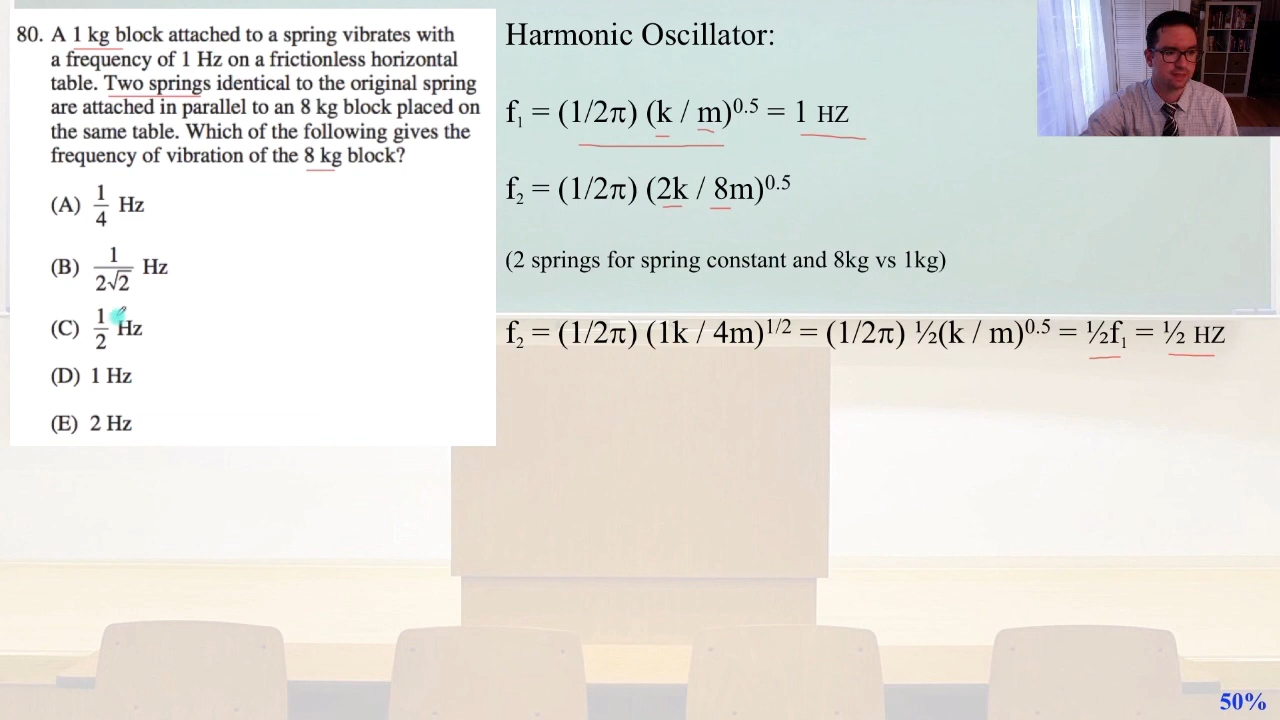 80. A 1 kg block attached to a spring vibrates with
a frequency of 1 Hz on a frictionless horizontal
table. Two springs identical to the original spring
are attached in parallel to an 8 kg block placed on
the same table. Which of the following gives the
frequency of vibration of the 8 kg block?
(A) 1/4 Hz
(B) 1/2√2 Hz
(C) 1/2 Hz
(D) 1 Hz
(E) 2 Hz
Harmonic Oscillator:
f₁ = (1/2π) (k / m)^0.5 = 1 HZ
f₂ = (1/2π) (2k / 8m)^0.5
(2 springs for spring constant and 8kg vs 1kg)
f₂ = (1/2π) (1k / 4m)^1/2 = (1/2π) ½(k / m)^0.5 = ½f₁ = ½ HZ
50%